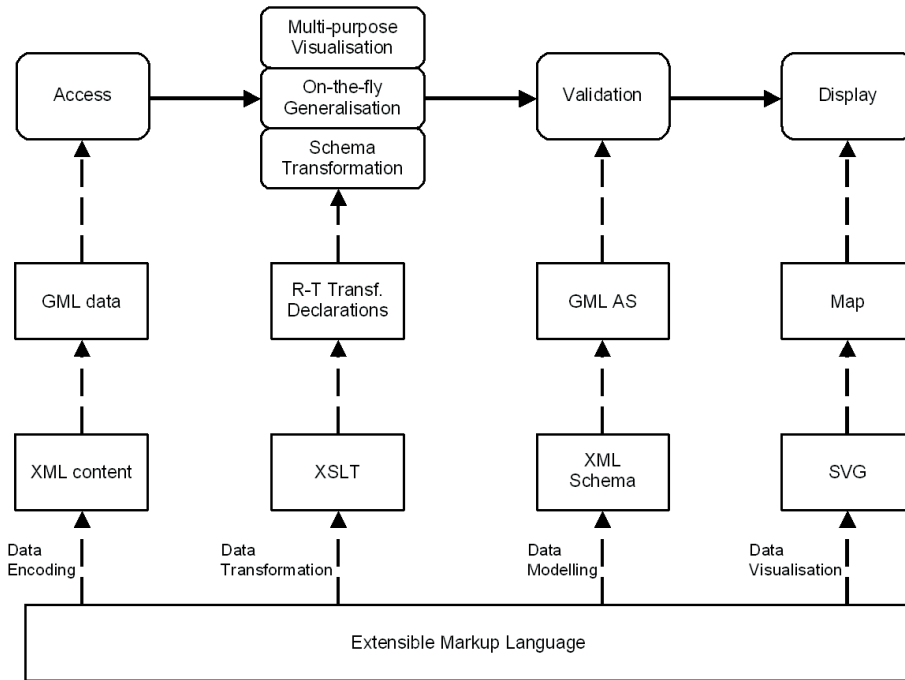 Multi-purpose
Visualisation
Access
On-the-fly
Generalisation
Validation
Display
Schema
Transformation
GML data
R-T Transf.
Declarations
GML AS
Map
XML content
XSLT
XML
Schema
SVG
Data
Encoding
Data
Transformation
Data
Modelling
Data
Visualisation
Extensible Markup Language